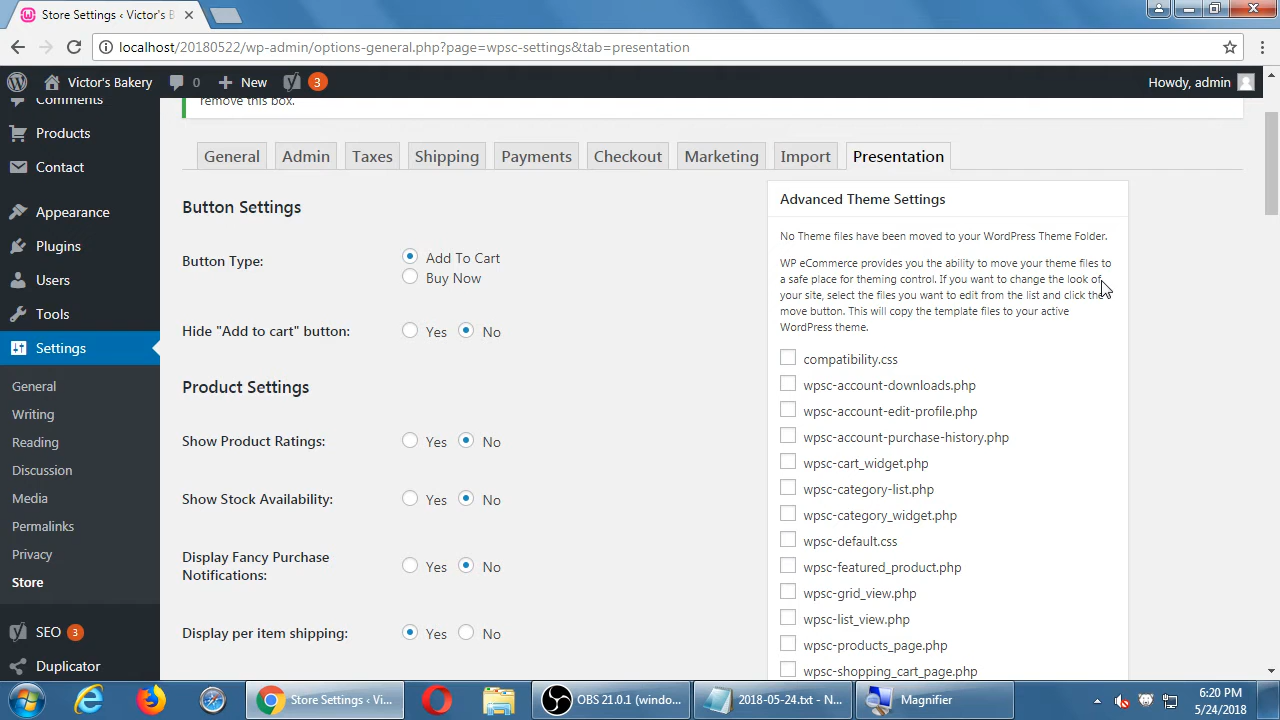 Store Settings ‹ Victor's B
localhost/20180522/wp-admin/options-general.php?page=wpsc-settings&tab=presentation
Victor's Bakery
0
New
3
Howdy, admin
Comments
Products
Contact
Appearance
Plugins
Users
Tools
Settings
General
Writing
Reading
Discussion
Media
Permalinks
Privacy
Store
SEO 3
Duplicator
remove this box.
General
Admin
Taxes
Shipping
Payments
Checkout
Marketing
Import
Presentation
Button Settings
Button Type:
Add To Cart
Buy Now
Hide "Add to cart" button:
Yes
No
Product Settings
Show Product Ratings:
Yes
No
Show Stock Availability:
Yes
No
Display Fancy Purchase
Notifications:
Yes
No
Display per item shipping:
Yes
No
Advanced Theme Settings
No Theme files have been moved to your WordPress Theme Folder.
WP eCommerce provides you the ability to move your theme files to
a safe place for theming control. If you want to change the look of
your site, select the files you want to edit from the list and click the
move button. This will copy the template files to your active
WordPress theme.
compatibility.css
wpsc-account-downloads.php
wpsc-account-edit-profile.php
wpsc-account-purchase-history.php
wpsc-cart_widget.php
wpsc-category-list.php
wpsc-category_widget.php
wpsc-default.css
wpsc-featured_product.php
wpsc-grid_view.php
wpsc-list_view.php
wpsc-products_page.php
wpsc-shopping_cart_page.php
Store Settings ‹ Vi...
OBS 21.0.1 (windo...
2018-05-24.txt - N...
Magnifier
6:20 PM
5/24/2018